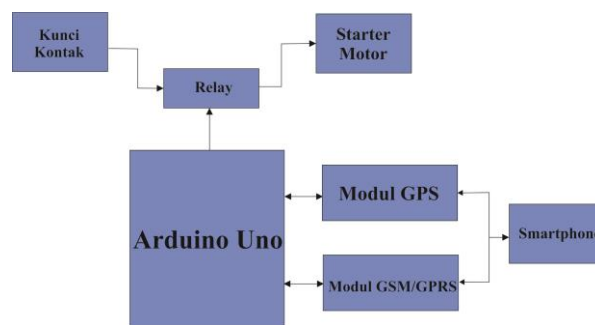 Kunci
Kontak
Starter
Motor
Relay
Arduino Uno
Modul GPS
Smartphone
Modul GSM/GPRS